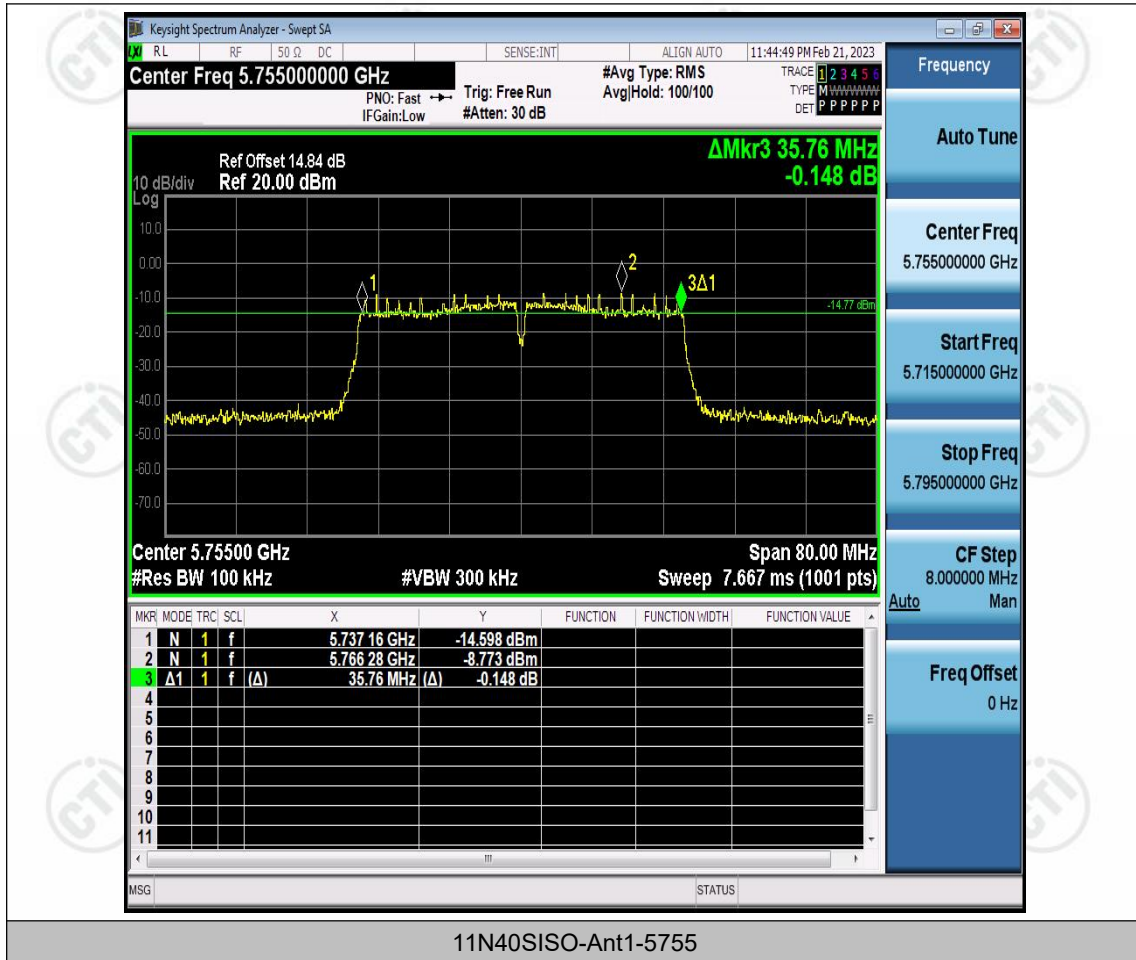 Keysight Spectrum Analyzer - Swept SA
LXI RL RF 50 Ω DC SENSE:INT ALIGN AUTO 11:44:49 PM Feb 21, 2023
Center Freq 5.755000000 GHz
PNO: Fast
IFGain:Low
Trig: Free Run
#Atten: 30 dB
#Avg Type: RMS
Avg|Hold: 100/100
TRACE 1 2 3 4 5 6
TYPE M WWWWW
DET P P P P P P
Frequency
Auto Tune
Center Freq
5.755000000 GHz
Start Freq
5.715000000 GHz
Stop Freq
5.795000000 GHz
CF Step
8.000000 MHz
Auto Man
Freq Offset
0 Hz
ΔMkr3 35.76 MHz
-0.148 dB
Ref Offset 14.84 dB
10 dB/div Ref 20.00 dBm
Log
10.0
0.00
-10.0
-20.0
-30.0
-40.0
-50.0
-60.0
-70.0
1
2
3Δ1
-14.77 dBm
Center 5.75500 GHz Span 80.00 MHz
#Res BW 100 kHz #VBW 300 kHz Sweep 7.667 ms (1001 pts)
MKR MODE TRC SCL X Y FUNCTION FUNCTION WIDTH FUNCTION VALUE
1 N 1 f 5.737 16 GHz -14.598 dBm
2 N 1 f 5.766 28 GHz -8.773 dBm
3 Δ1 1 f (Δ) 35.76 MHz (Δ) -0.148 dB
4
5
6
7
8
9
10
11
MSG STATUS
11N40SISO-Ant1-5755
CTI
CTI
CTI
CTI
CTI
CTI